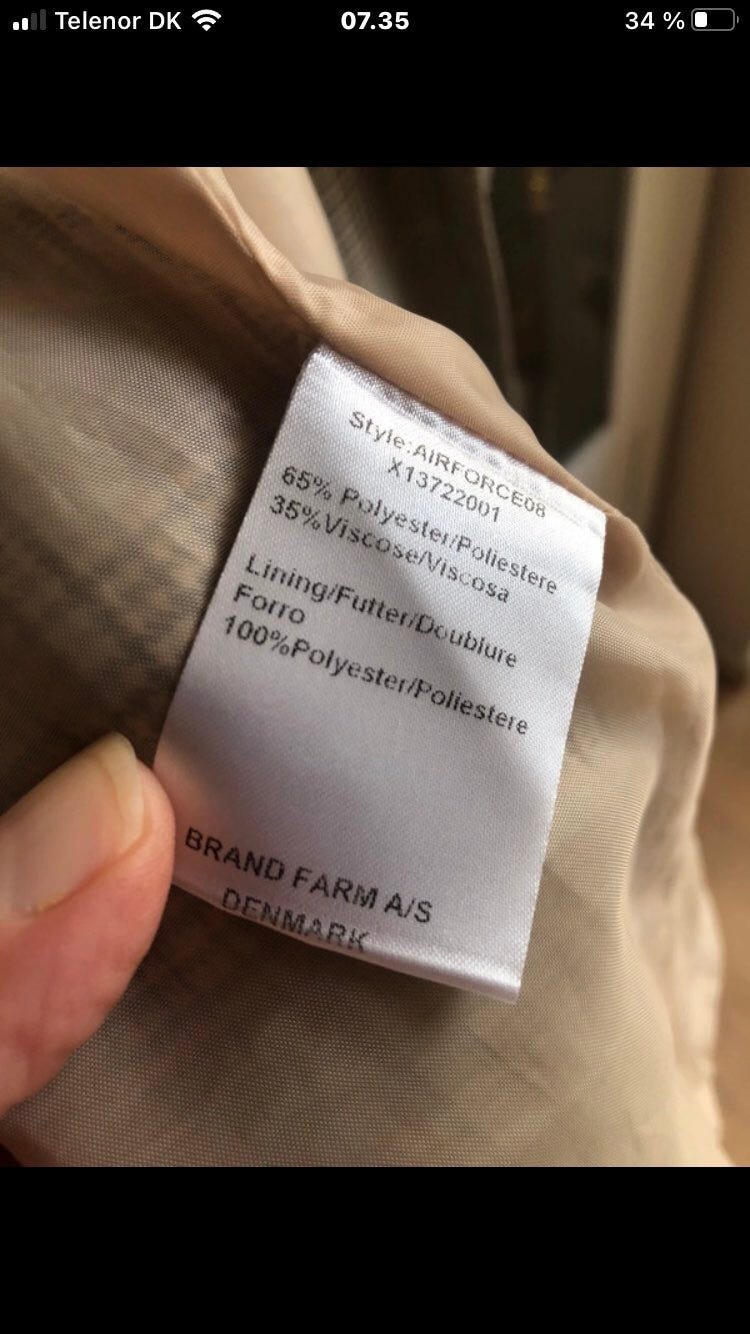 Telenor DK
07.35
34 %
Style:AIRFORCE08
X13722001
65% Polyester/Poliestere
35%Viscose/Viscosa
Lining/Futter/Doublure
Forro
100%Polyester/Poliestere
BRAND FARM A/S
DENMARK